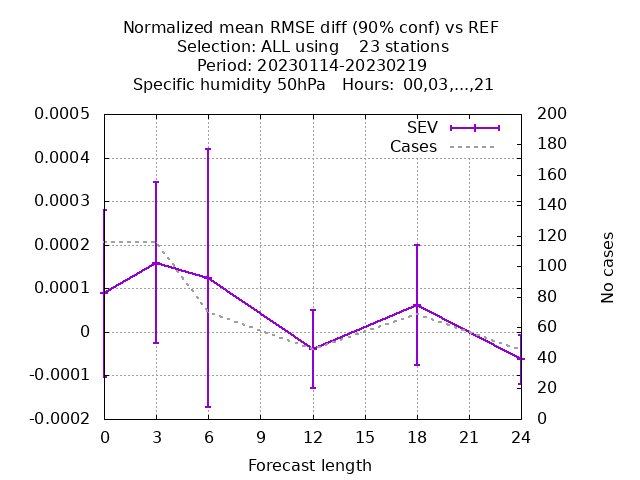 Normalized mean RMSE diff (90% conf) vs REF
Selection: ALL using 23 stations
Period: 20230114-20230219
Specific humidity 50hPa Hours: 00,03,...,21
SEV
Cases
0.0005
0.0004
0.0003
0.0002
0.0001
0
-0.0001
-0.0002
200
180
160
140
120
100
80
60
40
20
0
No cases
0 3 6 9 12 15 18 21 24
Forecast length